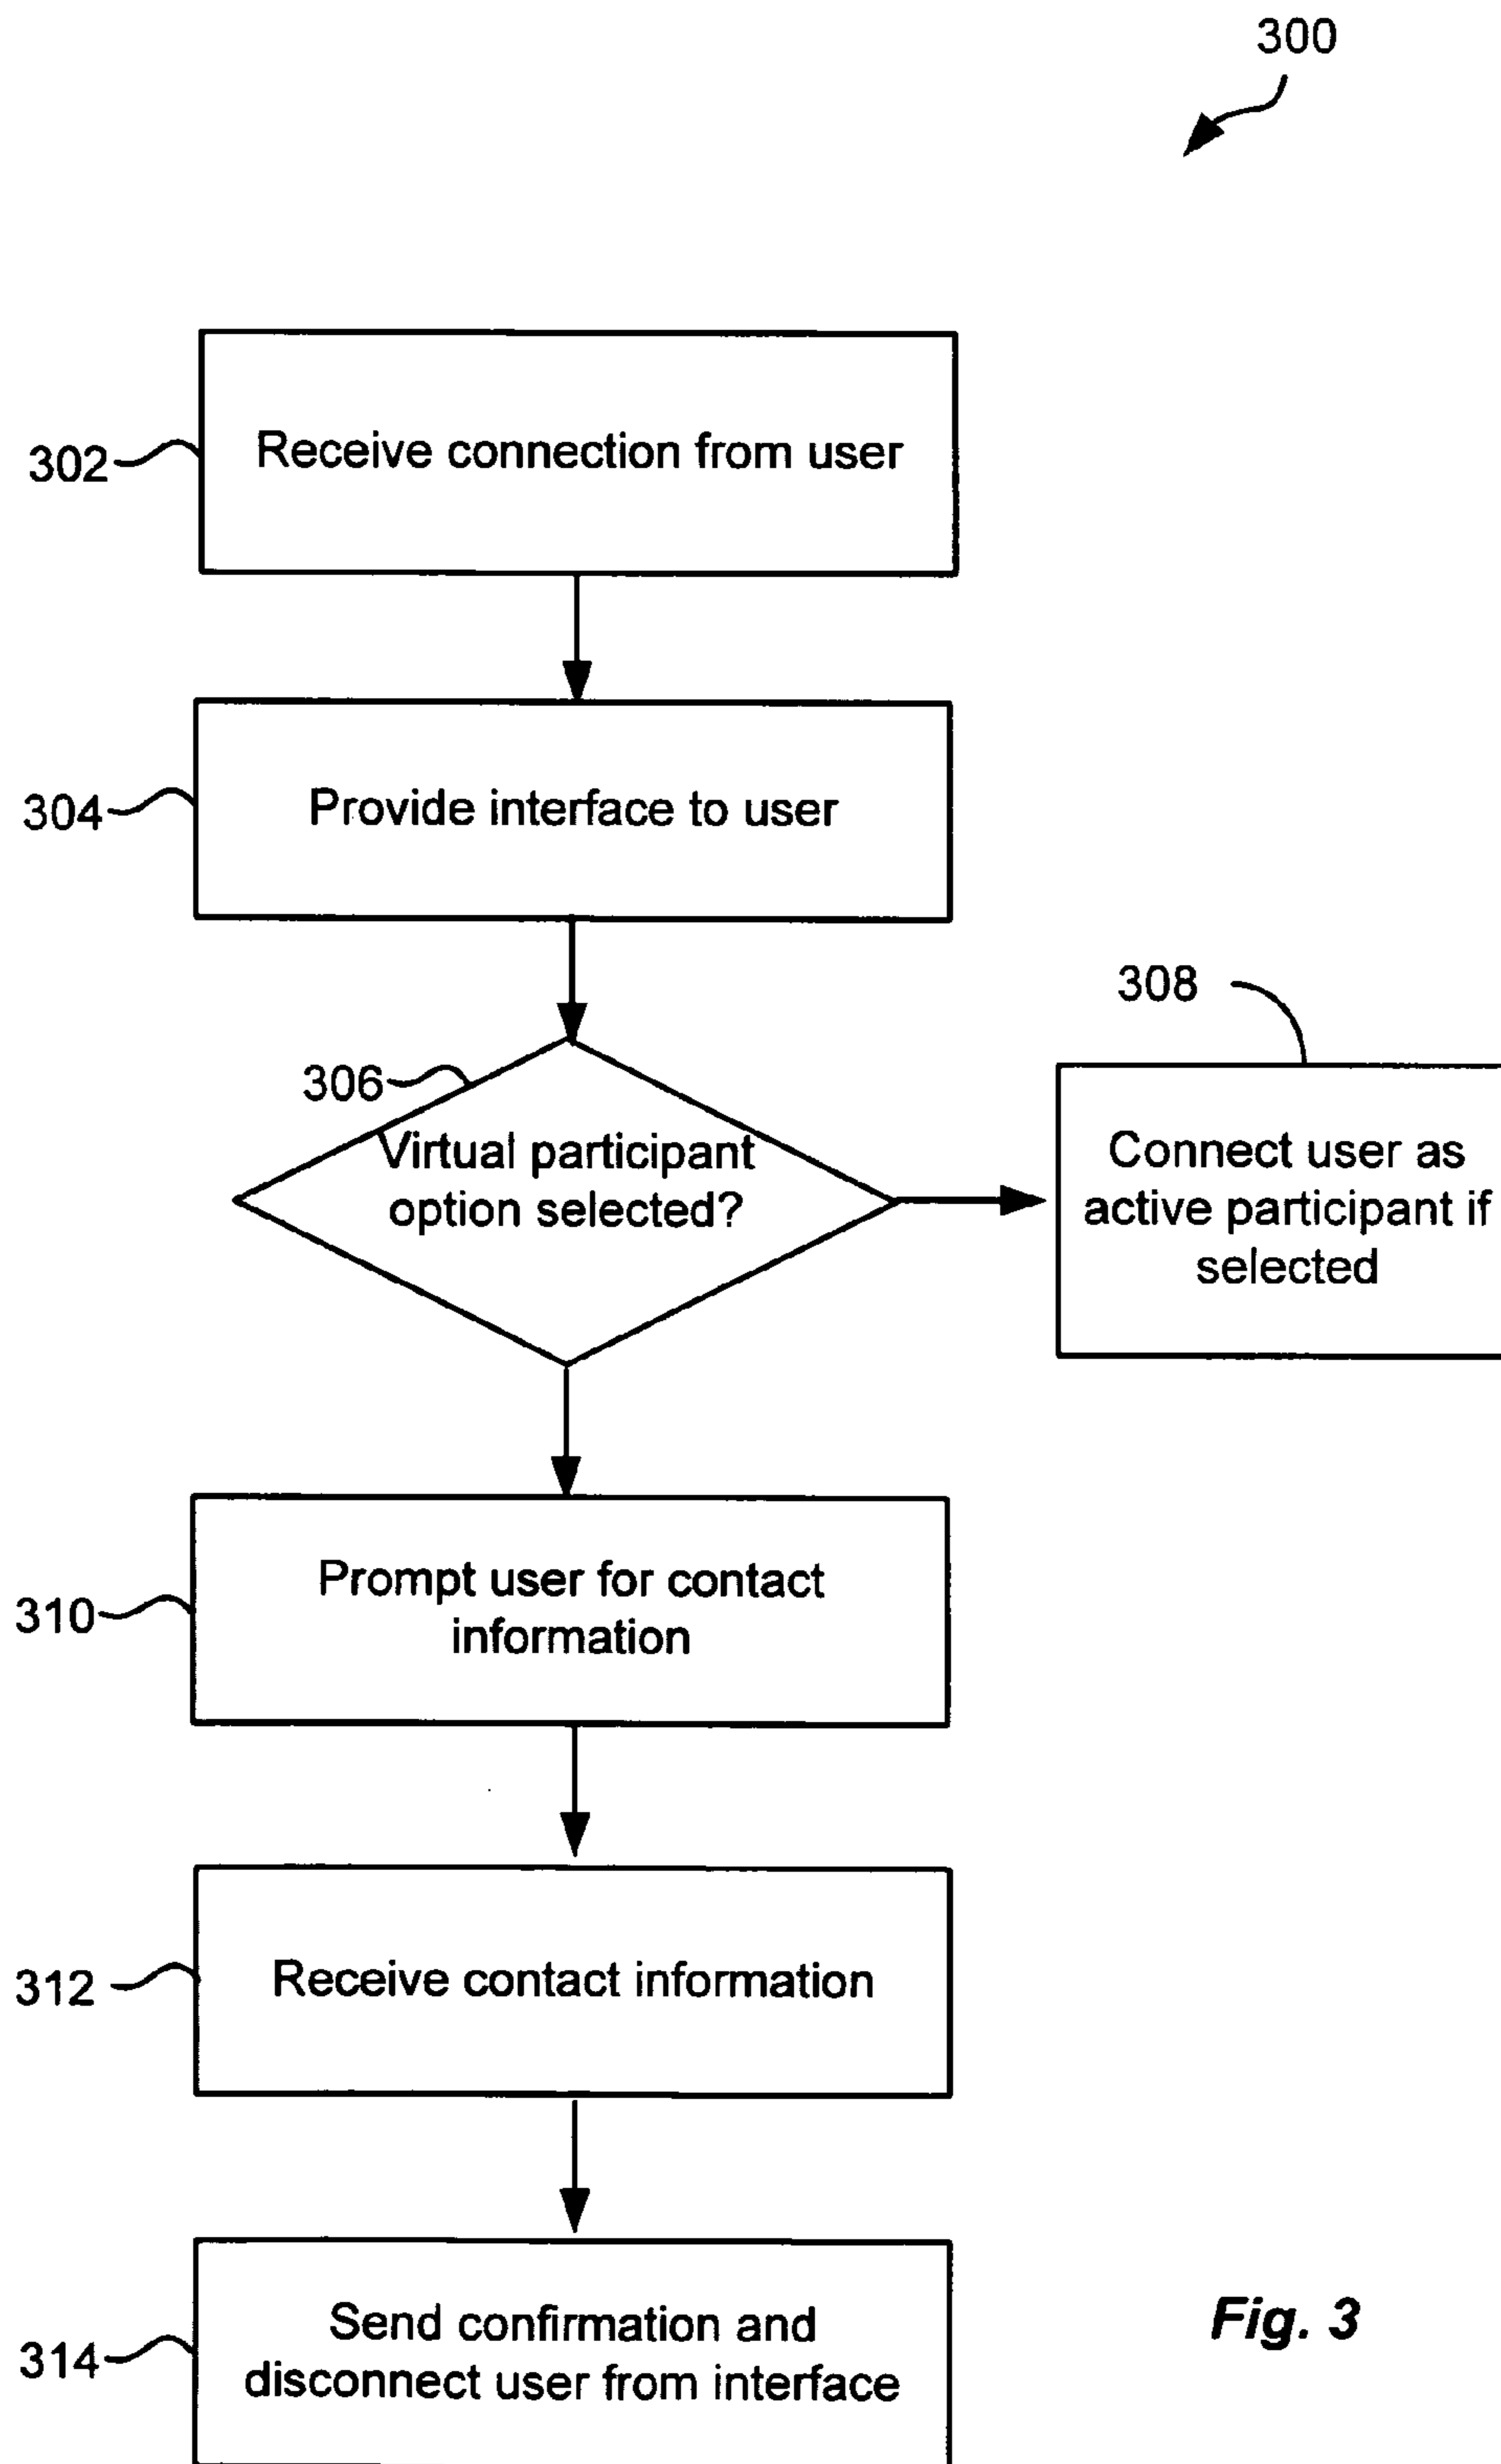 300
302
Receive connection from user
304
Provide interface to user
306
Virtual participant
option selected?
308
Connect user as
active participant if
selected
310
Prompt user for contact
information
312
Receive contact information
314
Send confirmation and
disconnect user from interface
Fig. 3